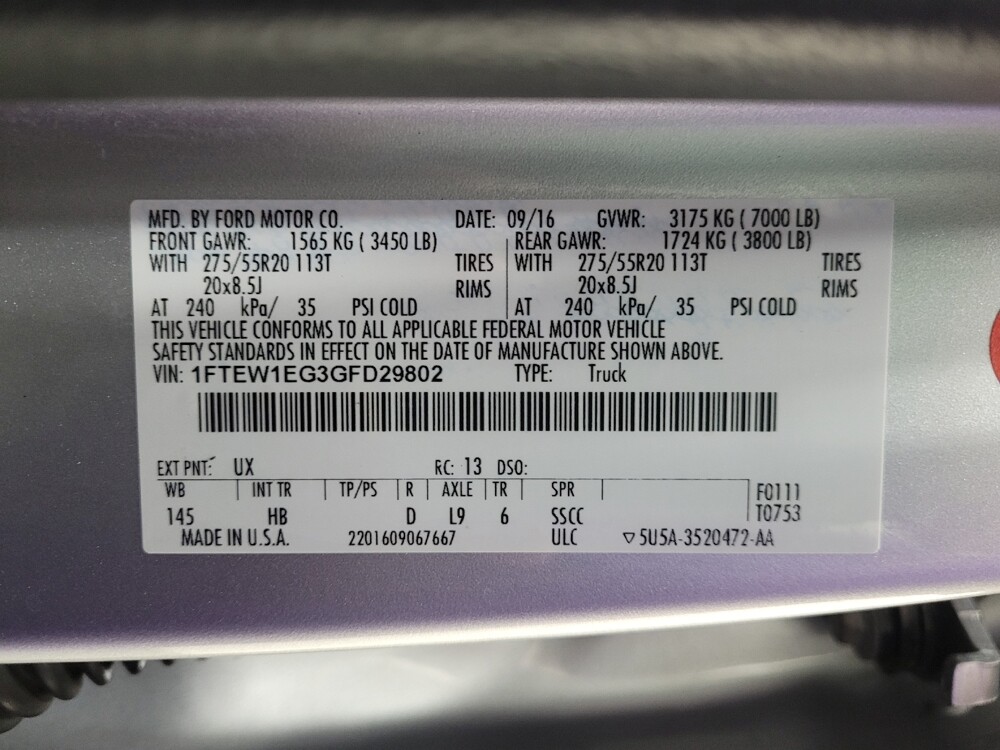 MFD. BY FORD MOTOR CO. DATE: 09/16 GVWR: 3175 KG ( 7000 LB)
FRONT GAWR: 1565 KG ( 3450 LB) REAR GAWR: 1724 KG ( 3800 LB)
WITH 275/55R20 113T TIRES WITH 275/55R20 113T TIRES
20x8.5J RIMS 20x8.5J RIMS
AT 240 kPa/ 35 PSI COLD AT 240 kPa/ 35 PSI COLD
THIS VEHICLE CONFORMS TO ALL APPLICABLE FEDERAL MOTOR VEHICLE
SAFETY STANDARDS IN EFFECT ON THE DATE OF MANUFACTURE SHOWN ABOVE.
VIN: 1FTEW1EG3GFD29802 TYPE: Truck
EXT PNT: UX RC: 13 DSO:
WB INT TR TP/PS R AXLE TR SPR F0111
145 HB D L9 6 SSCC T0753
MADE IN U.S.A. 2201609067667 ULC ▽5U5A-3520472-AA